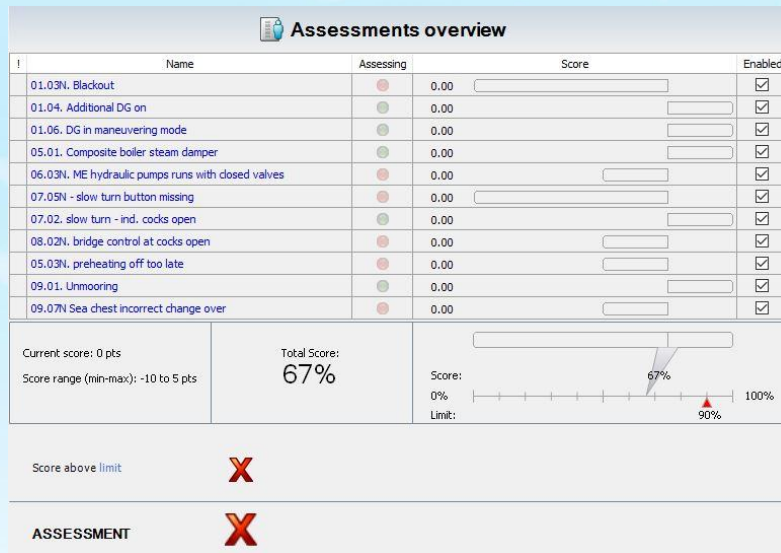 Assessments overview
! Name Assessing Score Enabled
01.03N. Blackout 0.00
01.04. Additional DG on 0.00
01.06. DG in maneuvering mode 0.00
05.01. Composite boiler steam damper 0.00
06.03N. ME hydraulic pumps runs with closed valves 0.00
07.05N - slow turn button missing 0.00
07.02. slow turn - ind. cocks open 0.00
08.02N. bridge control at cocks open 0.00
05.03N. preheating off too late 0.00
09.01. Unmooring 0.00
09.07N Sea chest incorrect change over 0.00
Current score: 0 pts
Score range (min-max): -10 to 5 pts
Total Score:
67%
Score: 67%
0% 100%
Limit: 90%
Score above limit
ASSESSMENT